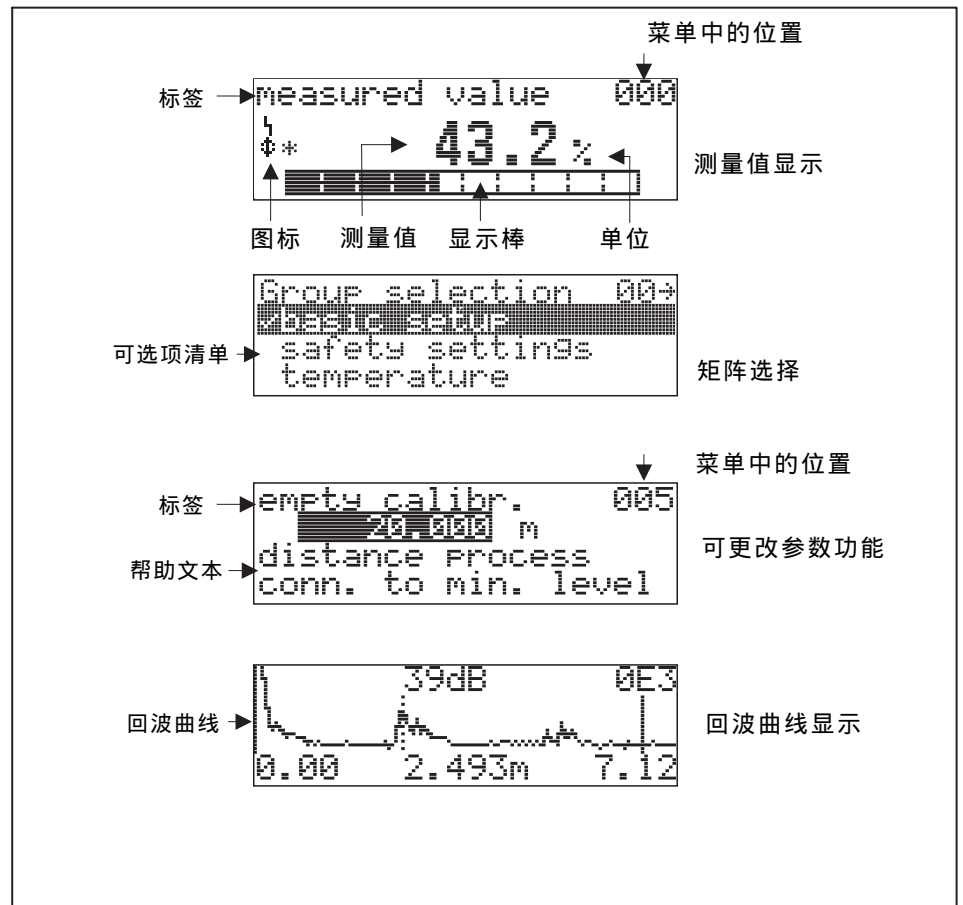 菜单中的位置
标签
measured value 000
*
43.2 %
测量值显示
图标 测量值 显示棒 单位
Group selection 00→
✓basic setup
可选项清单
safety settings
temperature
矩阵选择
菜单中的位置
标签
empty calibr. 005
20.000 m
可更改参数功能
帮助文本
distance process
conn. to min. level
39dB 0E3
回波曲线
回波曲线显示
0.00 2.493m 7.12